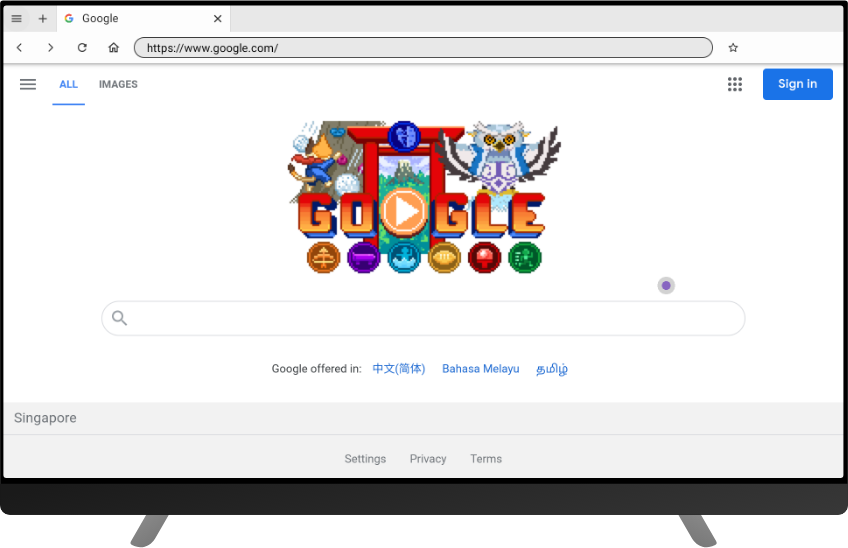 Google
https://www.google.com/
ALL IMAGES
Sign in
GOOGLE
Google offered in: 中文(简体) Bahasa Melayu தமிழ்
Singapore
Settings Privacy Terms